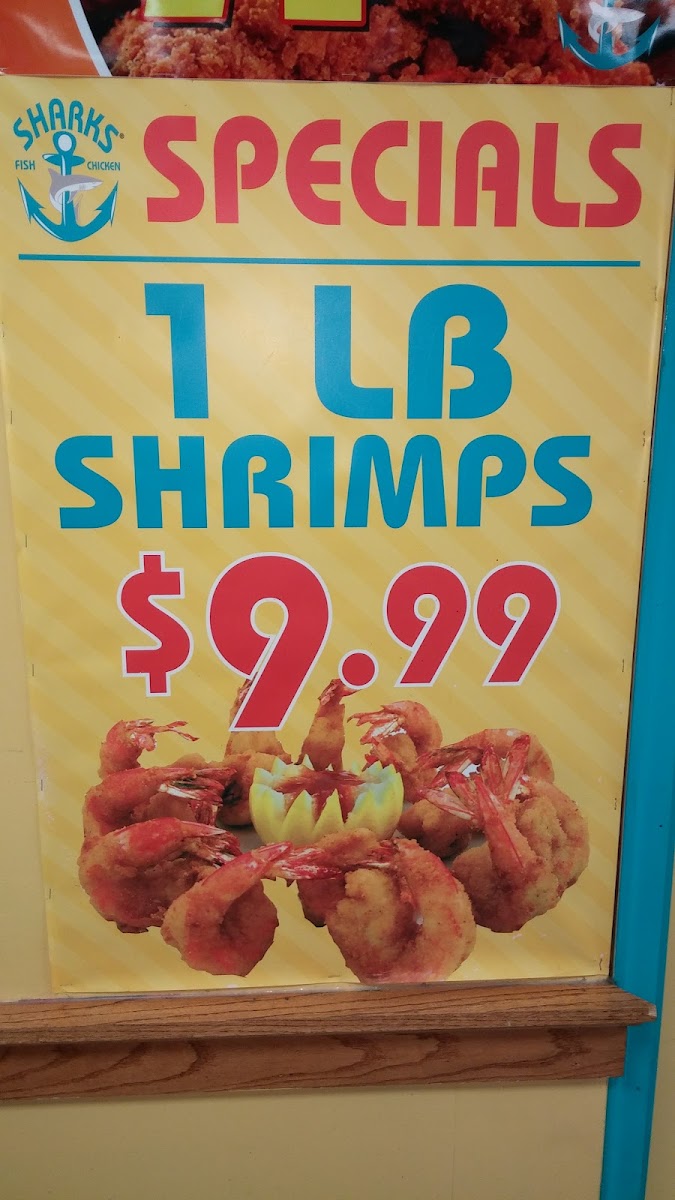 SHARKS®
FISH CHICKEN
SPECIALS
1 LB
SHRIMPS
$9.99